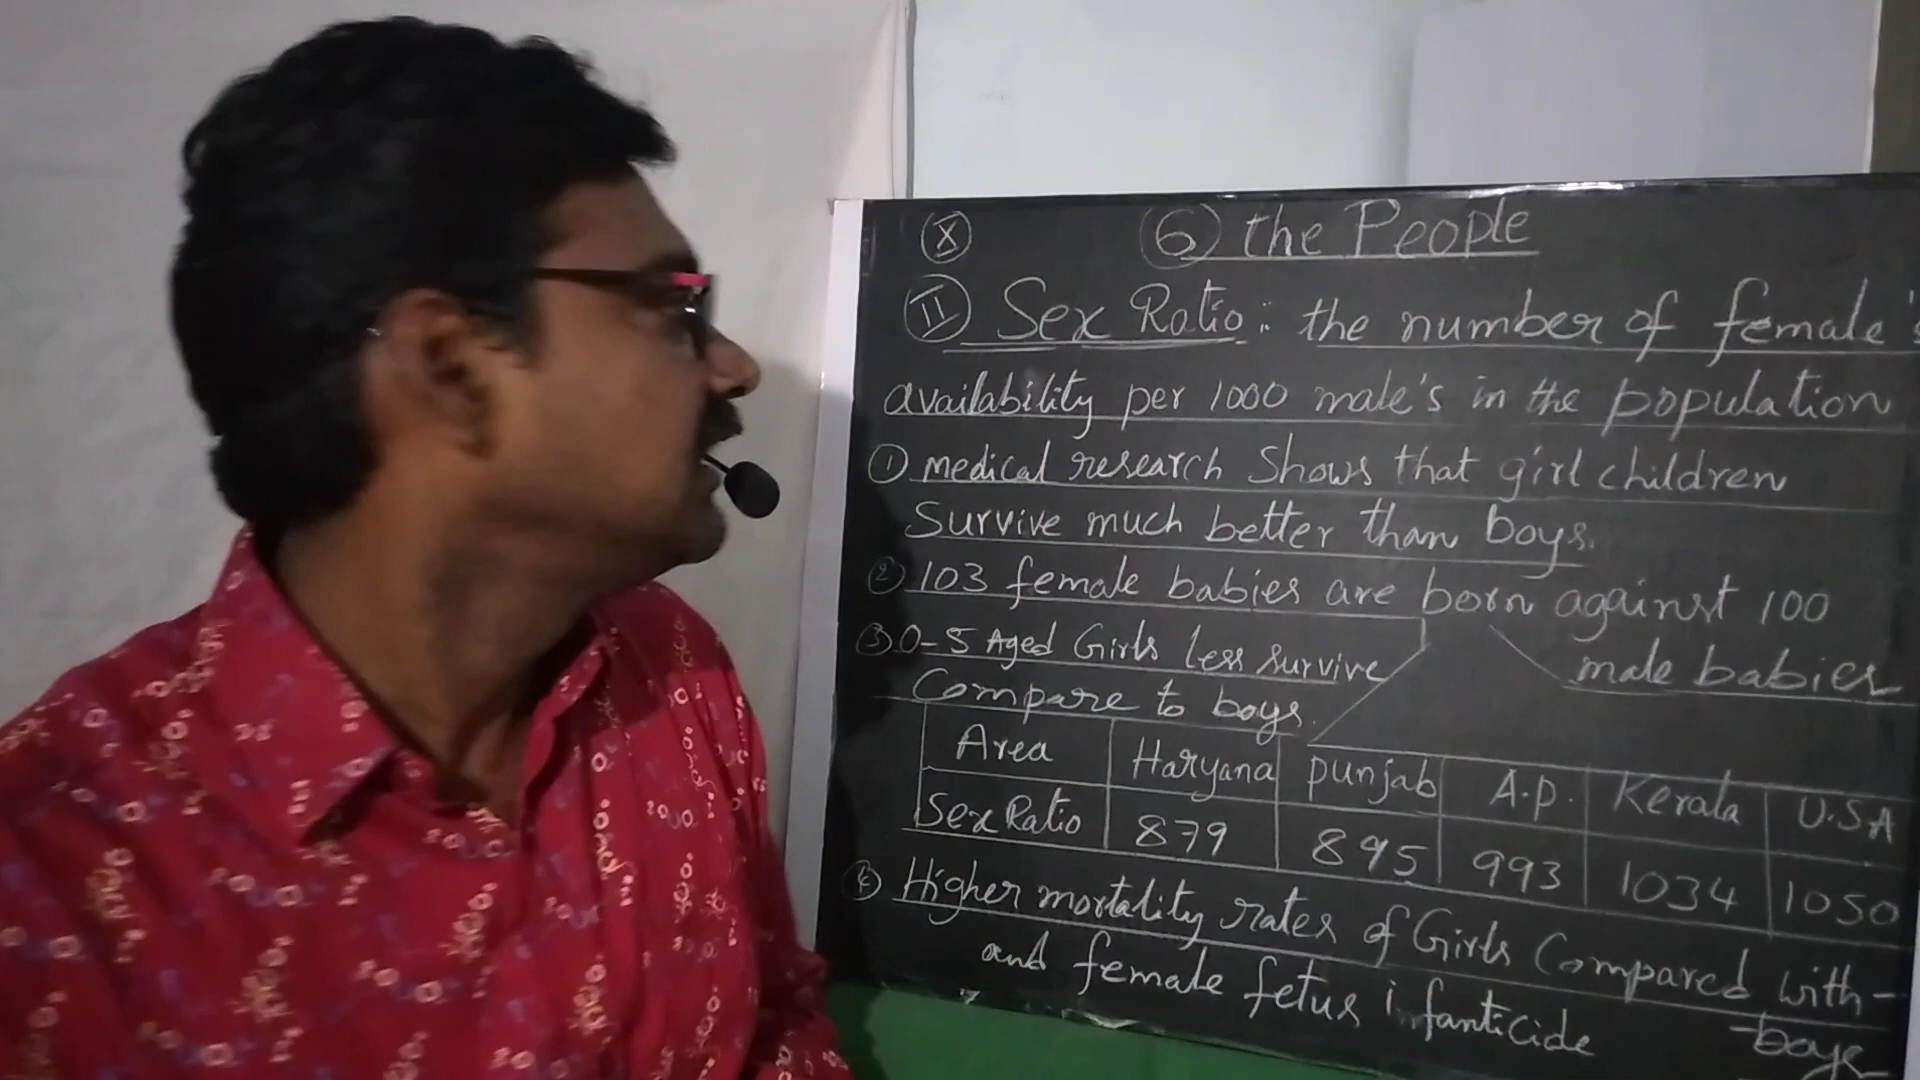 X 6 the People
II Sex Ratio: the number of female's
availability per 1000 male's in the population
① medical research shows that girl children
Survive much better than boys.
② 103 female babies are born against 100
male babies
③ 0-5 Aged Girls less survive
Compare to boys.
Area Haryana punjab A.P. Kerala U.S.A
Sex Ratio 879 895 993 1034 1050
④ Higher mortality rates of Girls Compared with-
-boys
and female fetus infanticide